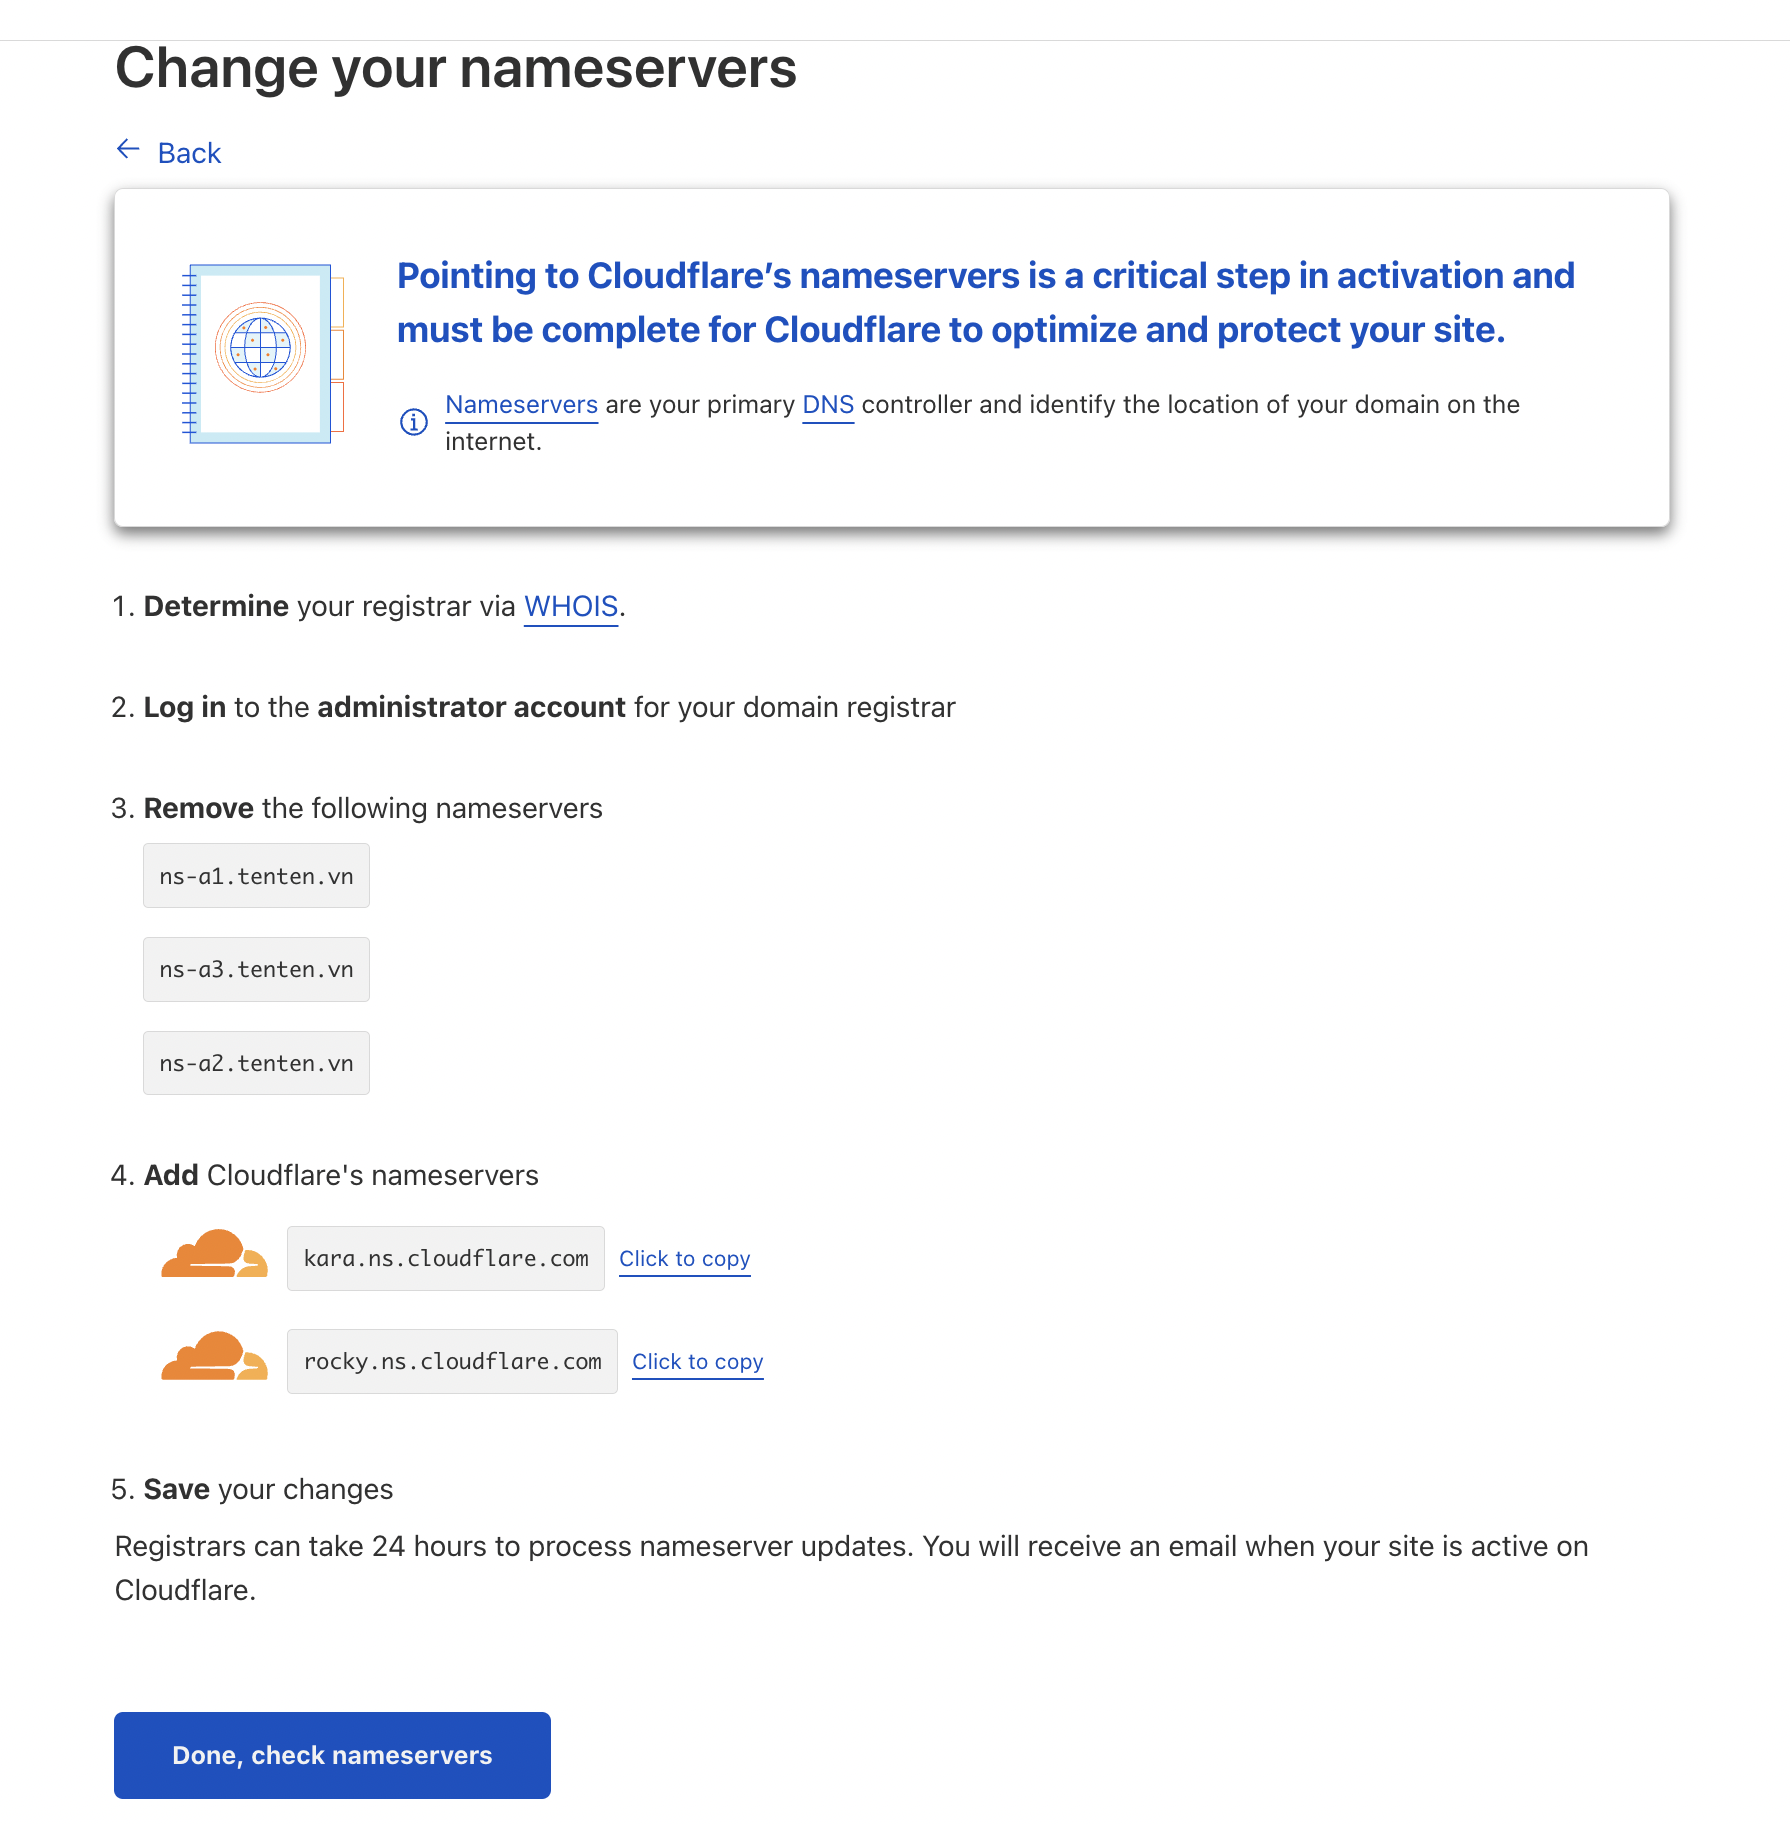 Change your nameservers
Back
Pointing to Cloudflare’s nameservers is a critical step in activation and
must be complete for Cloudflare to optimize and protect your site.
Nameservers are your primary DNS controller and identify the location of your domain on the
internet.
1. Determine your registrar via WHOIS.
2. Log in to the administrator account for your domain registrar
3. Remove the following nameservers
ns-a1.tenten.vn
ns-a3.tenten.vn
ns-a2.tenten.vn
4. Add Cloudflare's nameservers
kara.ns.cloudflare.com Click to copy
rocky.ns.cloudflare.com Click to copy
5. Save your changes
Registrars can take 24 hours to process nameserver updates. You will receive an email when your site is active on
Cloudflare.
Done, check nameservers